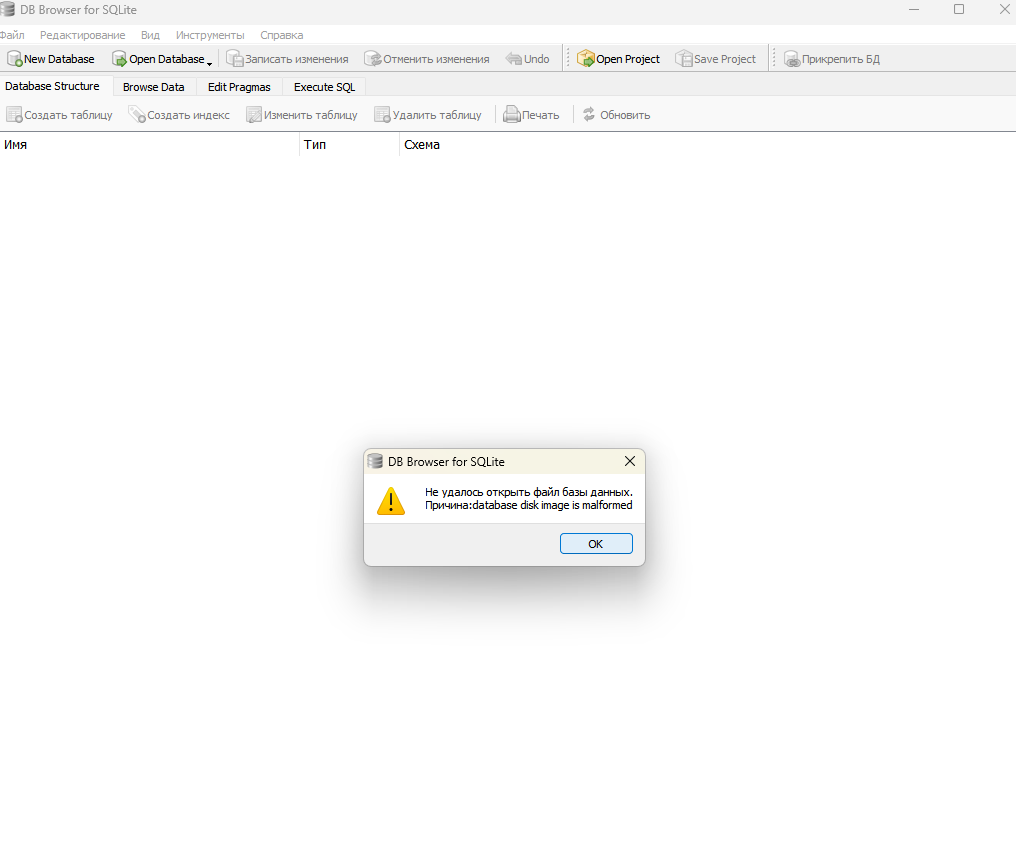 DB Browser for SQLite
Файл Редактирование Вид Инструменты Справка
New Database Open Database Записать изменения Отменить изменения Undo Open Project Save Project Прикрепить БД
Database Structure Browse Data Edit Pragmas Execute SQL
Создать таблицу Создать индекс Изменить таблицу Удалить таблицу Печать Обновить
Имя Тип Схема
DB Browser for SQLite
Не удалось открыть файл базы данных.
Причина:database disk image is malformed
OK